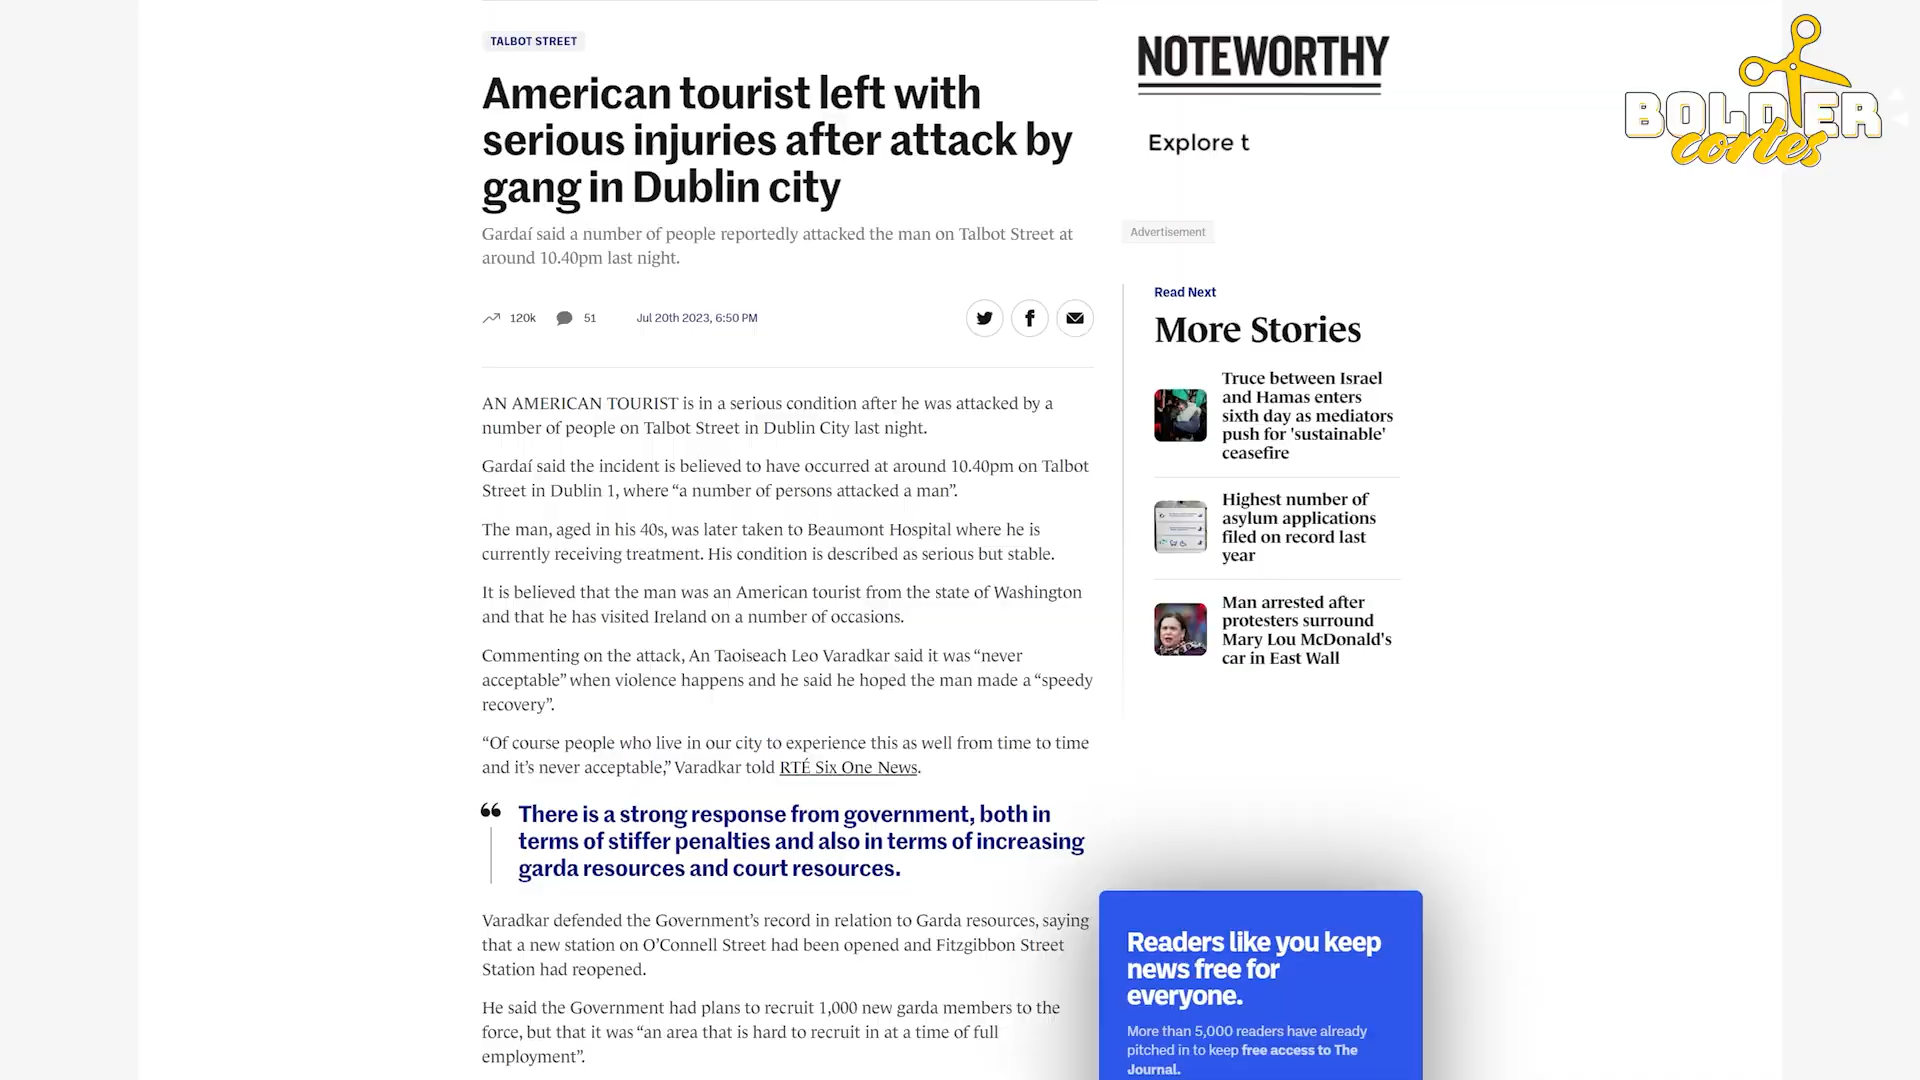 TALBOT STREET
American tourist left with
serious injuries after attack by
gang in Dublin city
Gardaí said a number of people reportedly attacked the man on Talbot Street at
around 10.40pm last night.
120k 51 Jul 20th 2023, 6:50 PM
AN AMERICAN TOURIST is in a serious condition after he was attacked by a
number of people on Talbot Street in Dublin City last night.
Gardaí said the incident is believed to have occurred at around 10.40pm on Talbot
Street in Dublin 1, where “a number of persons attacked a man”.
The man, aged in his 40s, was later taken to Beaumont Hospital where he is
currently receiving treatment. His condition is described as serious but stable.
It is believed that the man was an American tourist from the state of Washington
and that he has visited Ireland on a number of occasions.
Commenting on the attack, An Taoiseach Leo Varadkar said it was “never
acceptable” when violence happens and he said he hoped the man made a “speedy
recovery”.
“Of course people who live in our city to experience this as well from time to time
and it’s never acceptable,” Varadkar told RTÉ Six One News.
“ There is a strong response from government, both in
terms of stiffer penalties and also in terms of increasing
garda resources and court resources.
Varadkar defended the Government’s record in relation to Garda resources, saying
that a new station on O’Connell Street had been opened and Fitzgibbon Street
Station had reopened.
He said the Government had plans to recruit 1,000 new garda members to the
force, but that it was “an area that is hard to recruit in at a time of full
employment”.
NOTEWORTHY
Explore t
Advertisement
Read Next
More Stories
Truce between Israel
and Hamas enters
sixth day as mediators
push for 'sustainable'
ceasefire
Highest number of
asylum applications
filed on record last
year
Man arrested after
protesters surround
Mary Lou McDonald's
car in East Wall
Readers like you keep
news free for
everyone.
More than 5,000 readers have already
pitched in to keep free access to The
Journal.
BOLDER
cortes